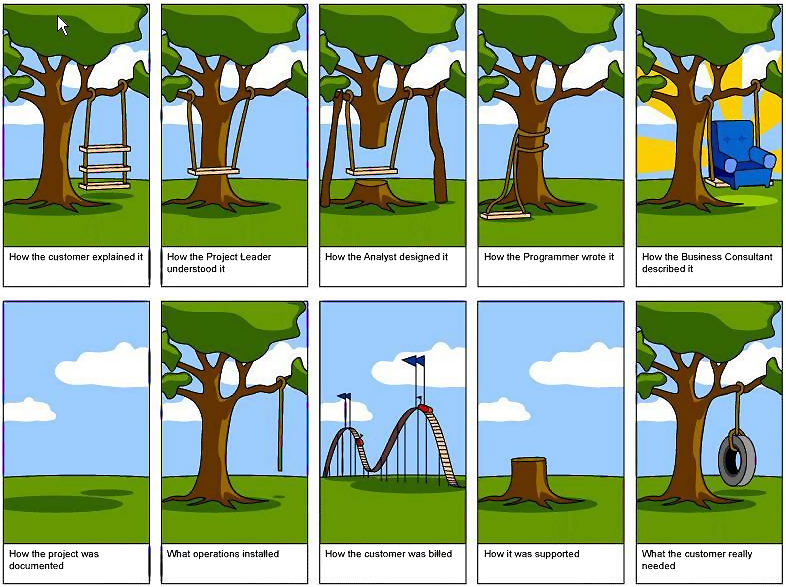 How the customer explained it
How the Project Leader
understood it
How the Analyst designed it
How the Programmer wrote it
How the Business Consultant
described it
How the project was
documented
What operations installed
How the customer was billed
How it was supported
What the customer really
needed